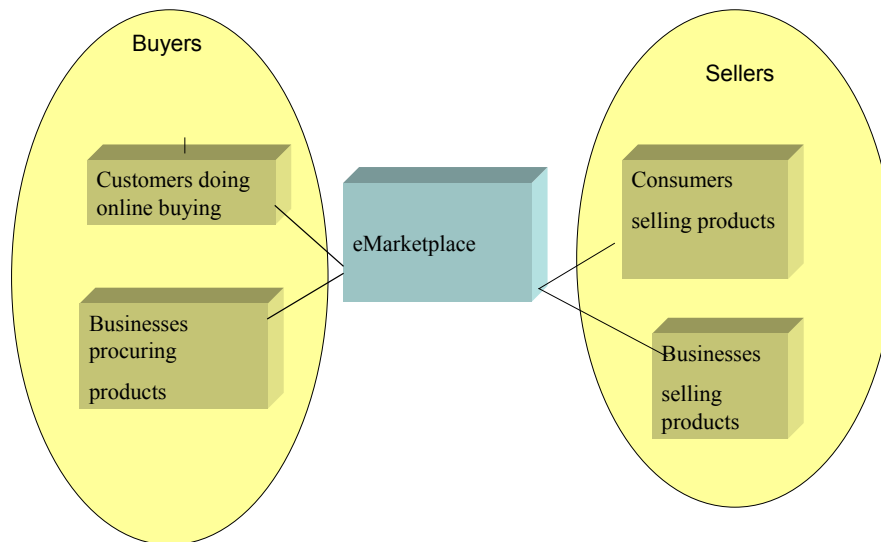 Buyers
Customers doing
online buying
Businesses
procuring
products
eMarketplace
Sellers
Consumers
selling products
Businesses
selling
products